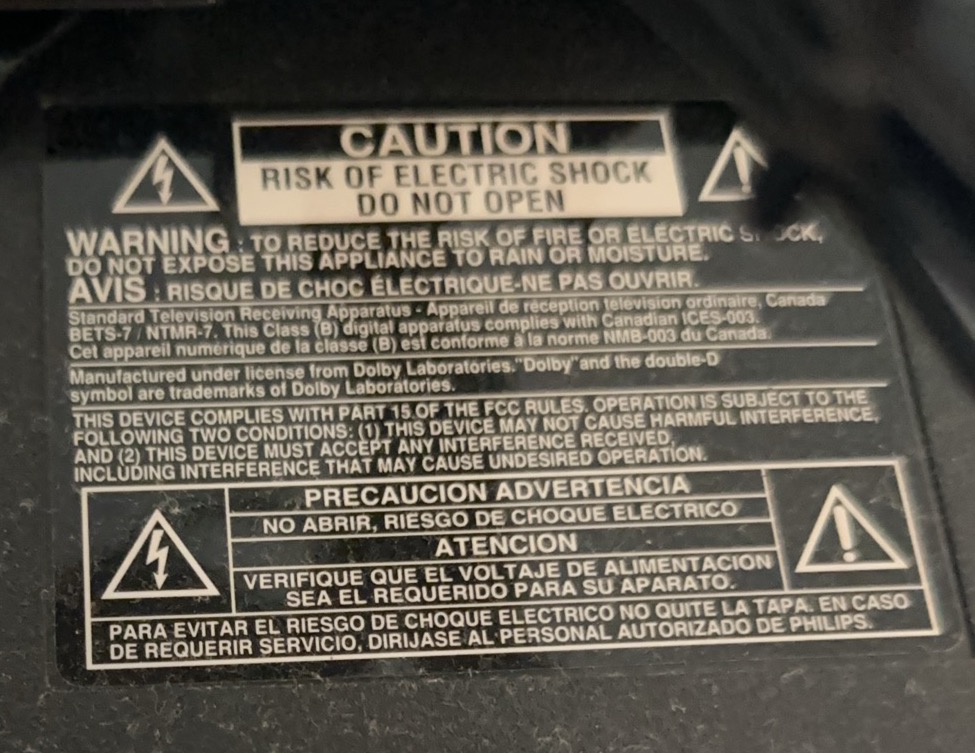 CAUTION
RISK OF ELECTRIC SHOCK
DO NOT OPEN
WARNING : TO REDUCE THE RISK OF FIRE OR ELECTRIC
DO NOT EXPOSE THIS APPLIANCE TO RAIN OR MOISTURE.
AVIS : RISQUE DE CHOC ÉLECTRIQUE-NE PAS OUVRIR.
Standard Television Receiving Apparatus - Appareil de réception télévision ordinaire, Canada
BETS-7 / NTMR-7. This Class (B) digital apparatus complies with Canadian ICES-003.
Cet appareil numérique de la classe (B) est conforme à la norme NMB-003 du Canada.
Manufactured under license from Dolby Laboratories. "Dolby" and the double-D
symbol are trademarks of Dolby Laboratories.
THIS DEVICE COMPLIES WITH PART 15 OF THE FCC RULES. OPERATION IS SUBJECT TO THE
FOLLOWING TWO CONDITIONS: (1) THIS DEVICE MAY NOT CAUSE HARMFUL INTERFERENCE,
AND (2) THIS DEVICE MUST ACCEPT ANY INTERFERENCE RECEIVED,
INCLUDING INTERFERENCE THAT MAY CAUSE UNDESIRED OPERATION.
PRECAUCION ADVERTENCIA
NO ABRIR, RIESGO DE CHOQUE ELECTRICO
ATENCION
VERIFIQUE QUE EL VOLTAJE DE ALIMENTACION
SEA EL REQUERIDO PARA SU APARATO.
PARA EVITAR EL RIESGO DE CHOQUE ELECTRICO NO QUITE LA TAPA. EN CASO
DE REQUERIR SERVICIO, DIRIJASE AL PERSONAL AUTORIZADO DE PHILIPS.